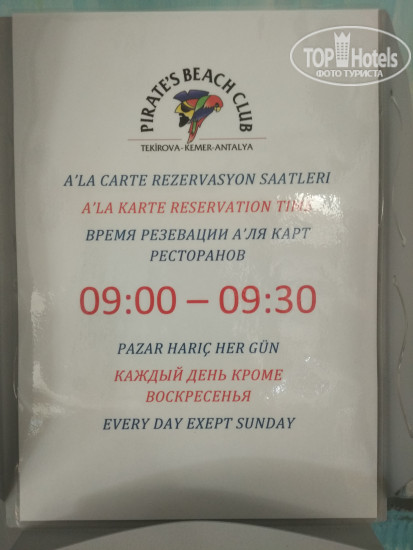 TOP Hotels
ФОТО ТУРИСТА
PIRATE'S BEACH CLUB
TEKİROVA-KEMER-ANTALYA
A'LA CARTE REZERVASYON SAATLERI
A'LA KARTE RESERVATION TIME
ВРЕМЯ РЕЗЕВАЦИИ А'ЛЯ КАРТ
РЕСТОРАНОВ
09:00 – 09:30
PAZAR HARIÇ HER GÜN
КАЖДЫЙ ДЕНЬ КРОМЕ
ВОСКРЕСЕНЬЯ
EVERY DAY EXEPT SUNDAY